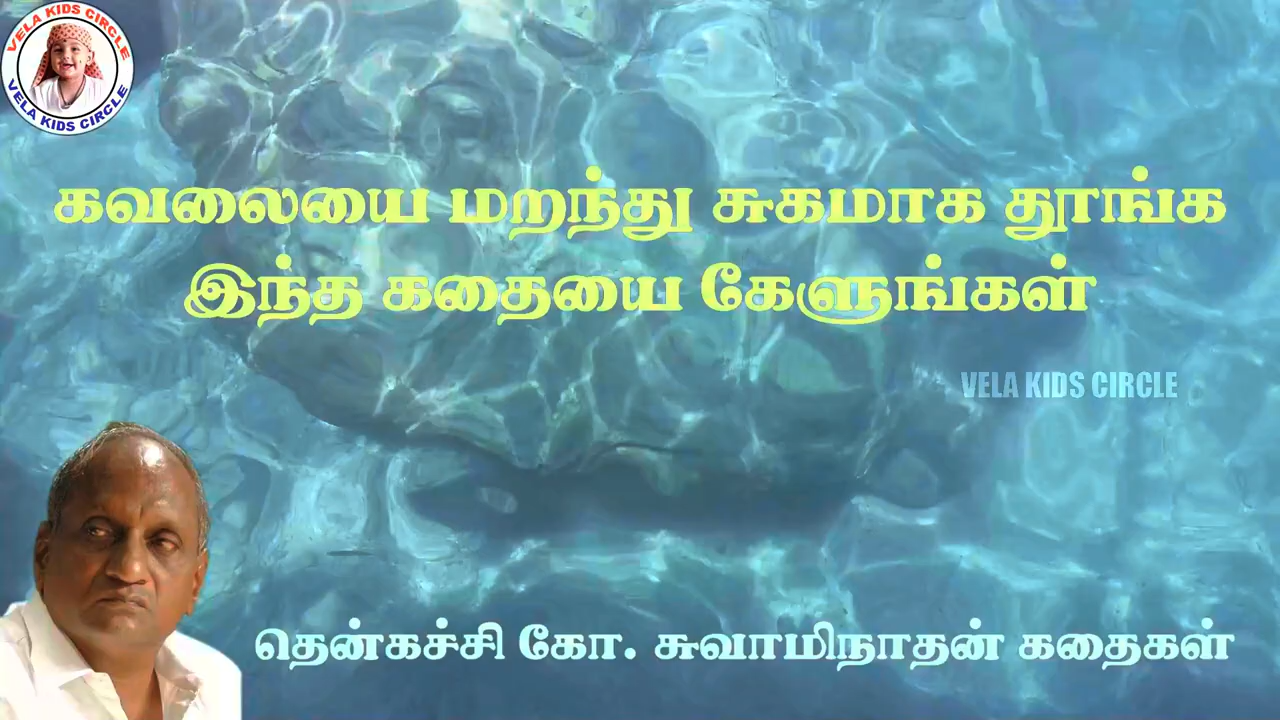 VELA KIDS CIRCLE
VELA KIDS CIRCLE
கவலையை மறந்து சுகமாக தூங்க
இந்த கதையை கேளுங்கள்
VELA KIDS CIRCLE
தென்கச்சி கோ. சுவாமிநாதன் கதைகள்